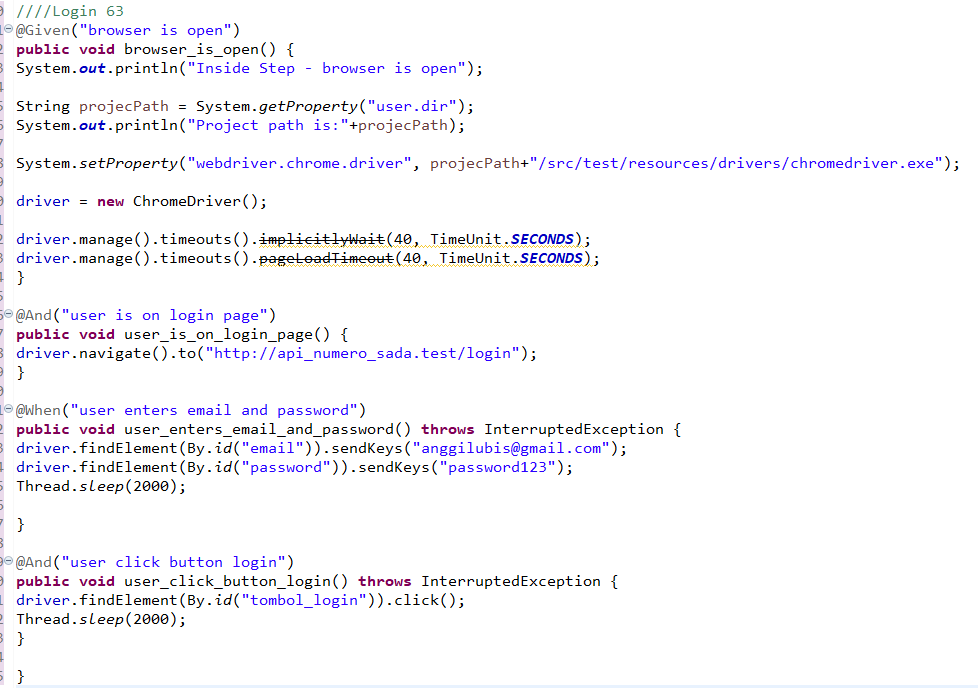 ////Login 63
@Given("browser is open")
public void browser_is_open() {
System.out.println("Inside Step - browser is open");
String projecPath = System.getProperty("user.dir");
System.out.println("Project path is:"+projecPath);
System.setProperty("webdriver.chrome.driver", projecPath+"/src/test/resources/drivers/chromedriver.exe");
driver = new ChromeDriver();
driver.manage().timeouts().implicitlyWait(40, TimeUnit.SECONDS);
driver.manage().timeouts().pageLoadTimeout(40, TimeUnit.SECONDS);
}
@And("user is on login page")
public void user_is_on_login_page() {
driver.navigate().to("http://api_numero_sada.test/login");
}
@When("user enters email and password")
public void user_enters_email_and_password() throws InterruptedException {
driver.findElement(By.id("email")).sendKeys("anggilubis@gmail.com");
driver.findElement(By.id("password")).sendKeys("password123");
Thread.sleep(2000);
}
@And("user click button login")
public void user_click_button_login() throws InterruptedException {
driver.findElement(By.id("tombol_login")).click();
Thread.sleep(2000);
}
}